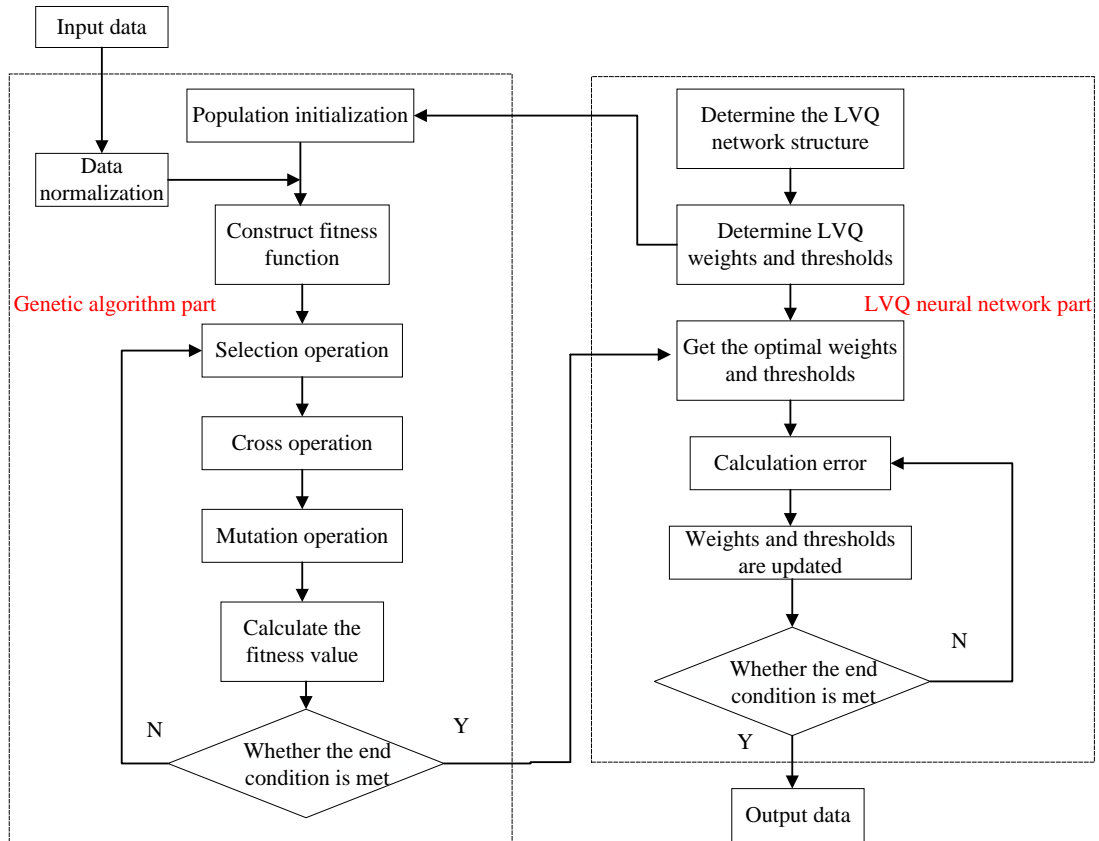 Input data
Population initialization
Data
normalization
Construct fitness
function
Genetic algorithm part
Selection operation
Cross operation
Mutation operation
Calculate the
fitness value
N
Y
Whether the end
condition is met
Determine the LVQ
network structure
Determine LVQ
weights and thresholds
LVQ neural network part
Get the optimal weights
and thresholds
Calculation error
Weights and thresholds
are updated
N
Whether the end
condition is met
Y
Output data